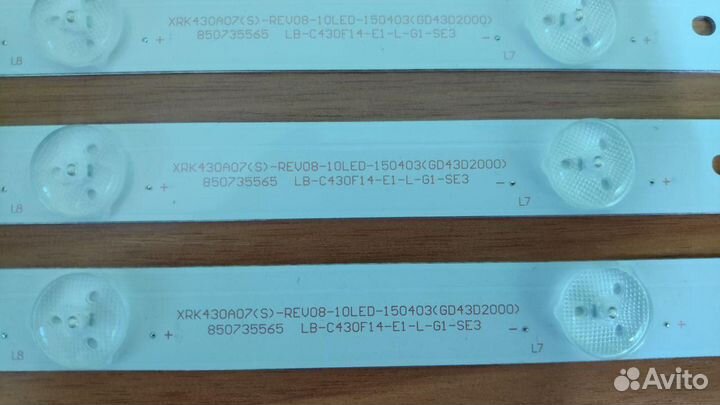 XRK430A07(S)-REV08-10LED-150403(GD43D2000)
850735565 LB-C430F14-E1-L-G1-SE3
L8 + - L7 +
XRK430A07(S)-REV08-10LED-150403(GD43D2000)
850735565 LB-C430F14-E1-L-G1-SE3
L8 + - L7 +
XRK430A07(S)-REV08-10LED-150403(GD43D2000)
850735565 LB-C430F14-E1-L-G1-SE3
L8 + - L7 +
Avito